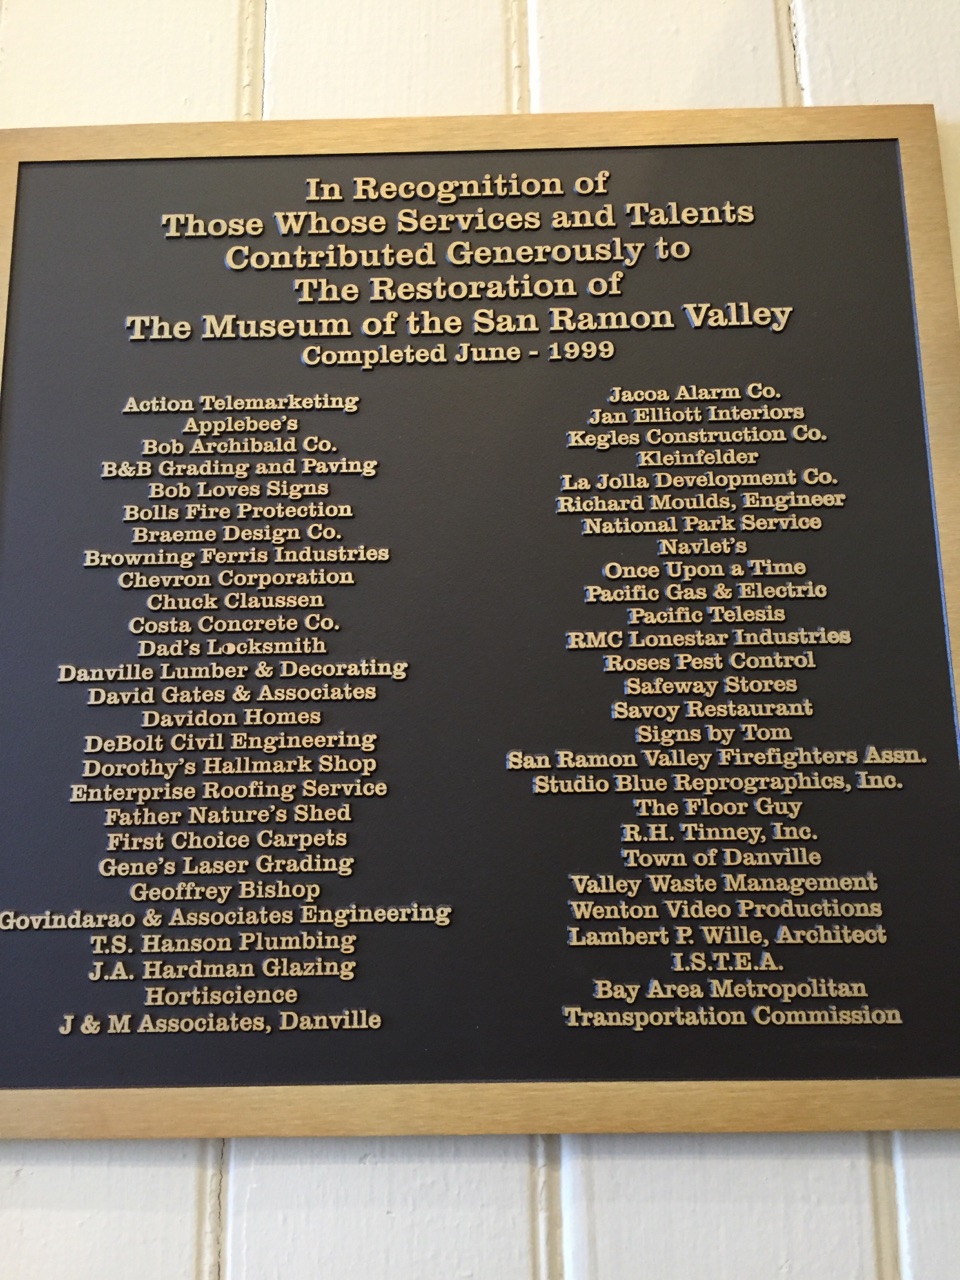 In Recognition of
Those Whose Services and Talents
Contributed Generously to
The Restoration of
The Museum of the San Ramon Valley
Completed June - 1999
Action Telemarketing
Applebee's
Bob Archibald Co.
B&B Grading and Paving
Bob Loves Signs
Bolls Fire Protection
Braeme Design Co.
Browning Ferris Industries
Chevron Corporation
Chuck Claussen
Costa Concrete Co.
Dad's Locksmith
Danville Lumber & Decorating
David Gates & Associates
Davidon Homes
DeBolt Civil Engineering
Dorothy's Hallmark Shop
Enterprise Roofing Service
Father Nature's Shed
First Choice Carpets
Gene's Laser Grading
Geoffrey Bishop
Govindarao & Associates Engineering
T.S. Hanson Plumbing
J.A. Hardman Glazing
Hortiscience
J & M Associates, Danville
Jacoa Alarm Co.
Jan Elliott Interiors
Kegles Construction Co.
Kleinfelder
La Jolla Development Co.
Richard Moulds, Engineer
National Park Service
Navlet's
Once Upon a Time
Pacific Gas & Electric
Pacific Telesis
RMC Lonestar Industries
Roses Pest Control
Safeway Stores
Savoy Restaurant
Signs by Tom
San Ramon Valley Firefighters Assn.
Studio Blue Reprographics, Inc.
The Floor Guy
R.H. Tinney, Inc.
Town of Danville
Valley Waste Management
Wenton Video Productions
Lambert P. Wille, Architect
I.S.T.E.A.
Bay Area Metropolitan
Transportation Commission